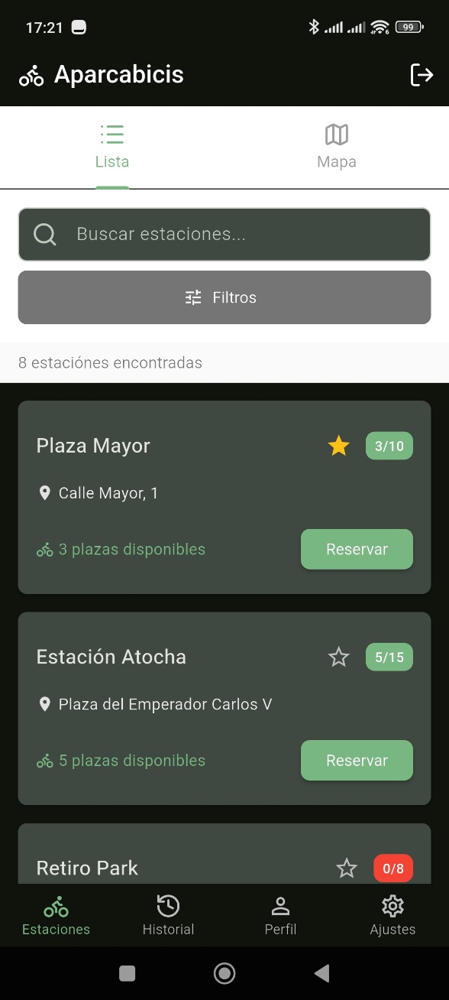 17:21
99
Aparcabicis
Lista
Mapa
Buscar estaciones...
Filtros
8 estaciónes encontradas
Plaza Mayor
3/10
Calle Mayor, 1
3 plazas disponibles
Reservar
Estación Atocha
5/15
Plaza del Emperador Carlos V
5 plazas disponibles
Reservar
Retiro Park
0/8
Estaciones
Historial
Perfil
Ajustes